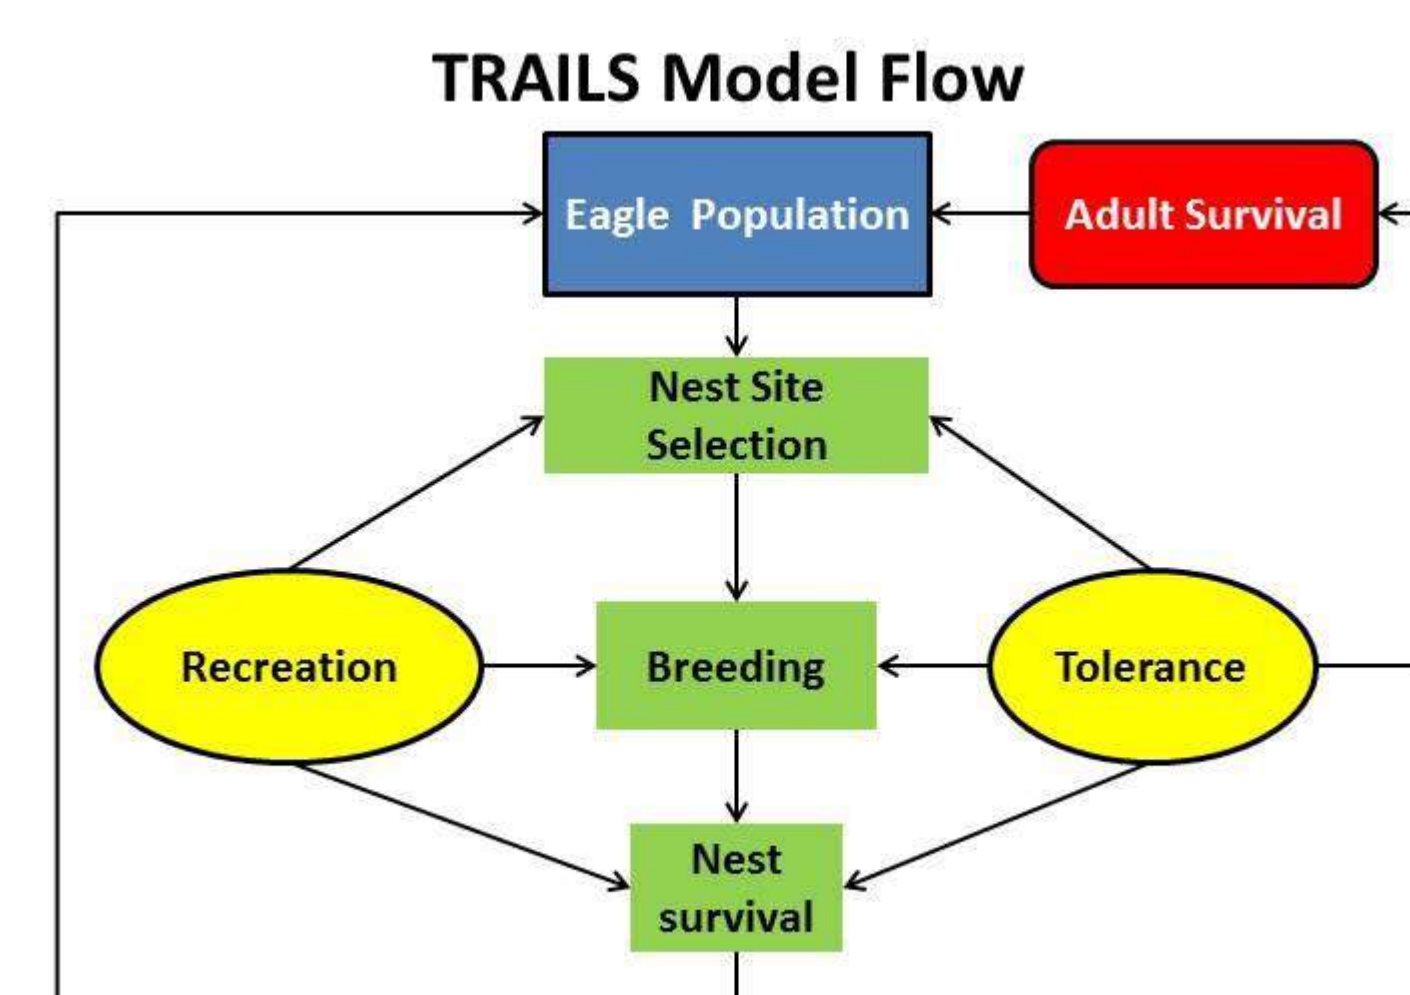 TRAILS Model Flow
Eagle Population
Adult Survival
Nest Site
Selection
Recreation
Breeding
Tolerance
Nest
survival